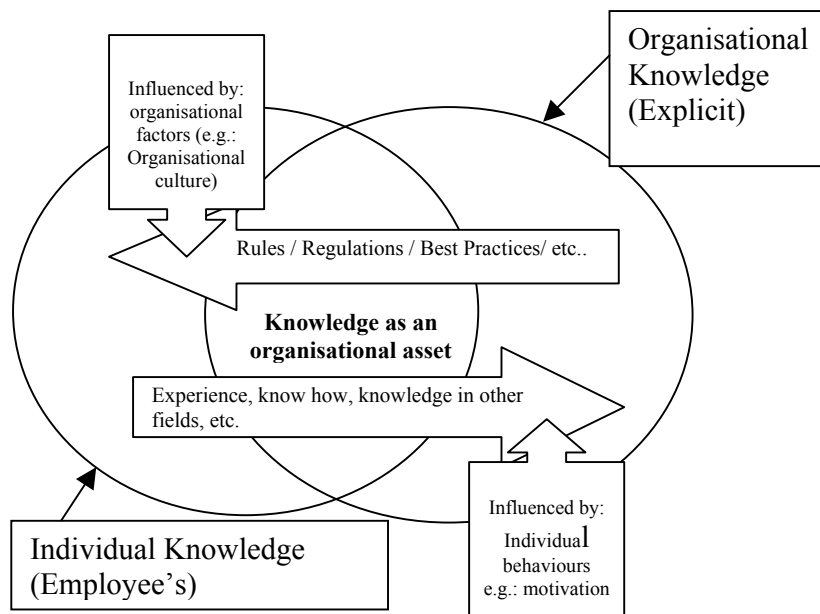 Organisational
Knowledge
(Explicit)
Influenced by:
organisational
factors (e.g.:
Organisational
culture)
Rules / Regulations / Best Practices/ etc..
Knowledge as an
organisational asset
Experience, know how, knowledge in other
fields, etc.
Individual Knowledge
(Employee’s)
Influenced by:
Individual
behaviours
e.g.: motivation